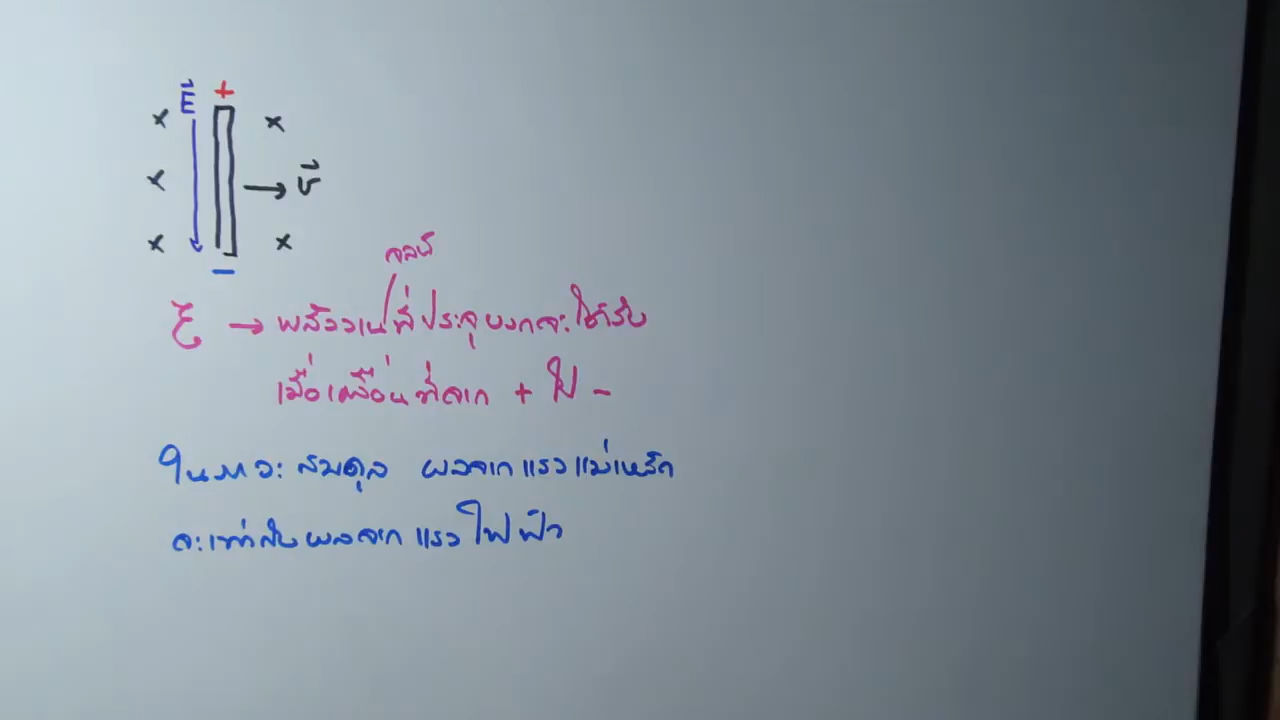 E +
x x
x v
x x
−
จลน์
ξ → พลังงานที่ประจุบวกจะได้รับ
เมื่อเคลื่อนที่จาก + ไป −
ในภาวะสมดุล ผลจากแรงแม่เหล็ก
จะเท่ากับผลจากแรงไฟฟ้า